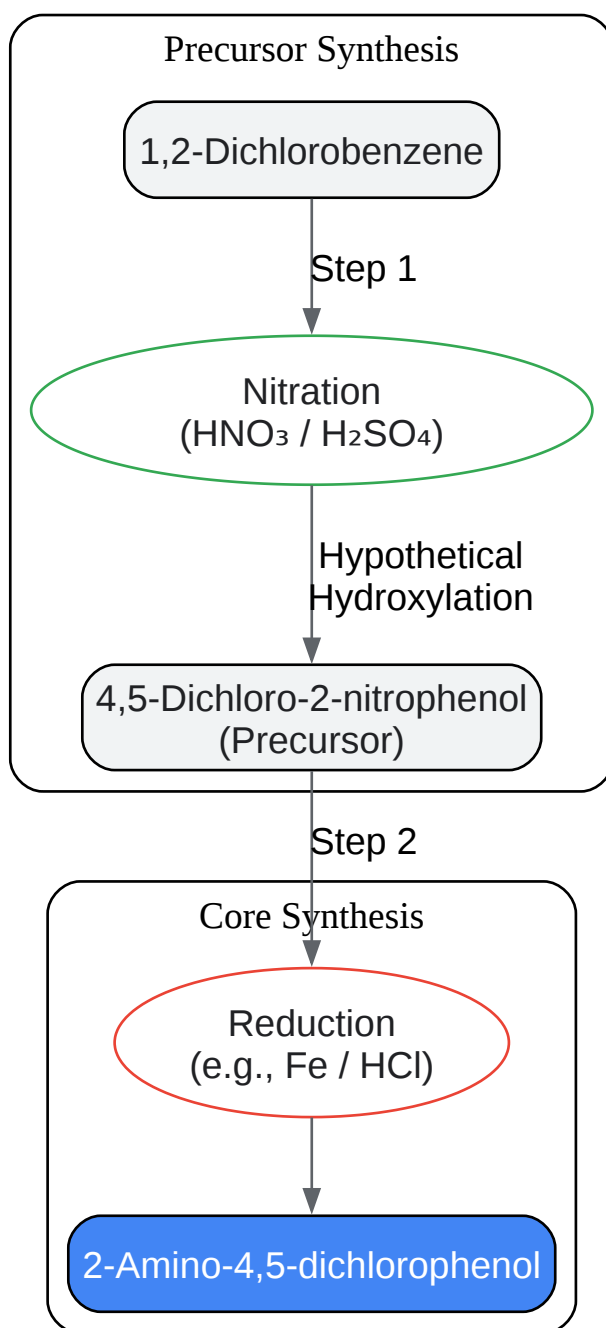 Precursor Synthesis
1,2-Dichlorobenzene
Step 1
Nitration
(HNO₃ / H₂SO₄)
Hypothetical
Hydroxylation
4,5-Dichloro-2-nitrophenol
(Precursor)
Step 2
Core Synthesis
Reduction
(e.g., Fe / HCl)
2-Amino-4,5-dichlorophenol